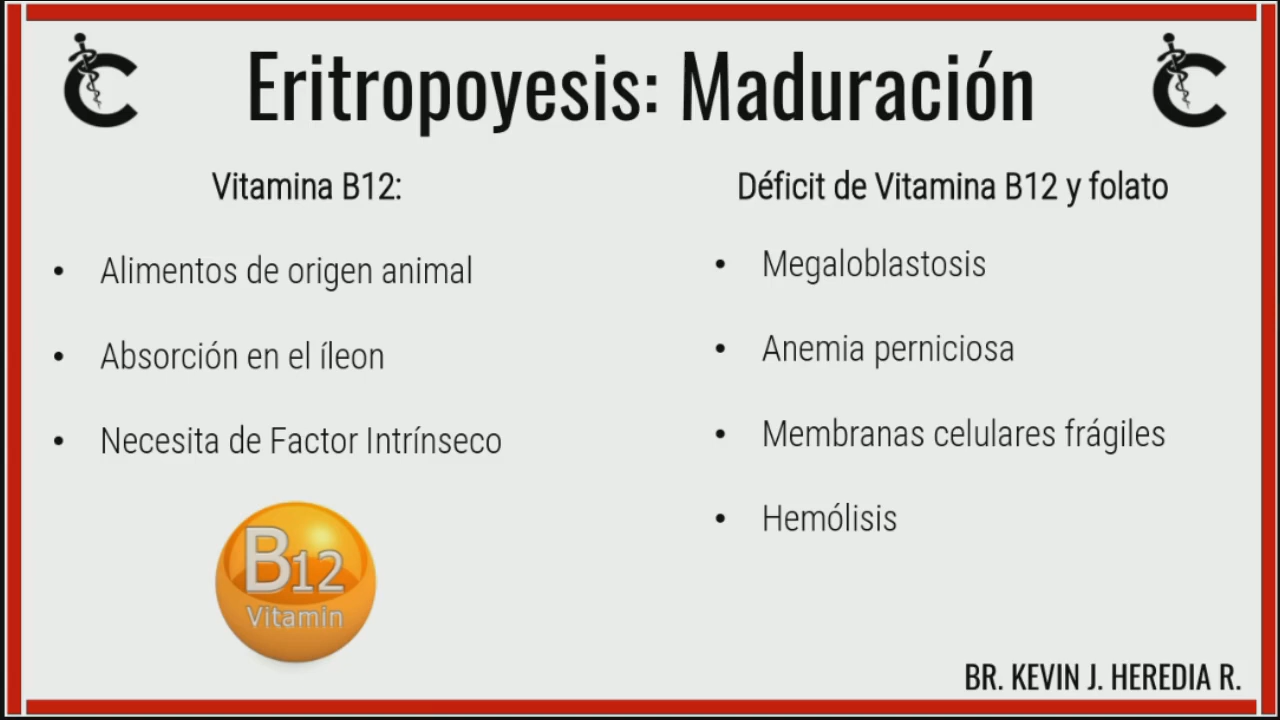 Eritropoyesis: Maduración
Vitamina B12:
• Alimentos de origen animal
• Absorción en el íleon
• Necesita de Factor Intrínseco
B12
Vitamin
Déficit de Vitamina B12 y folato
• Megaloblastosis
• Anemia perniciosa
• Membranas celulares frágiles
• Hemólisis
BR. KEVIN J. HEREDIA R.